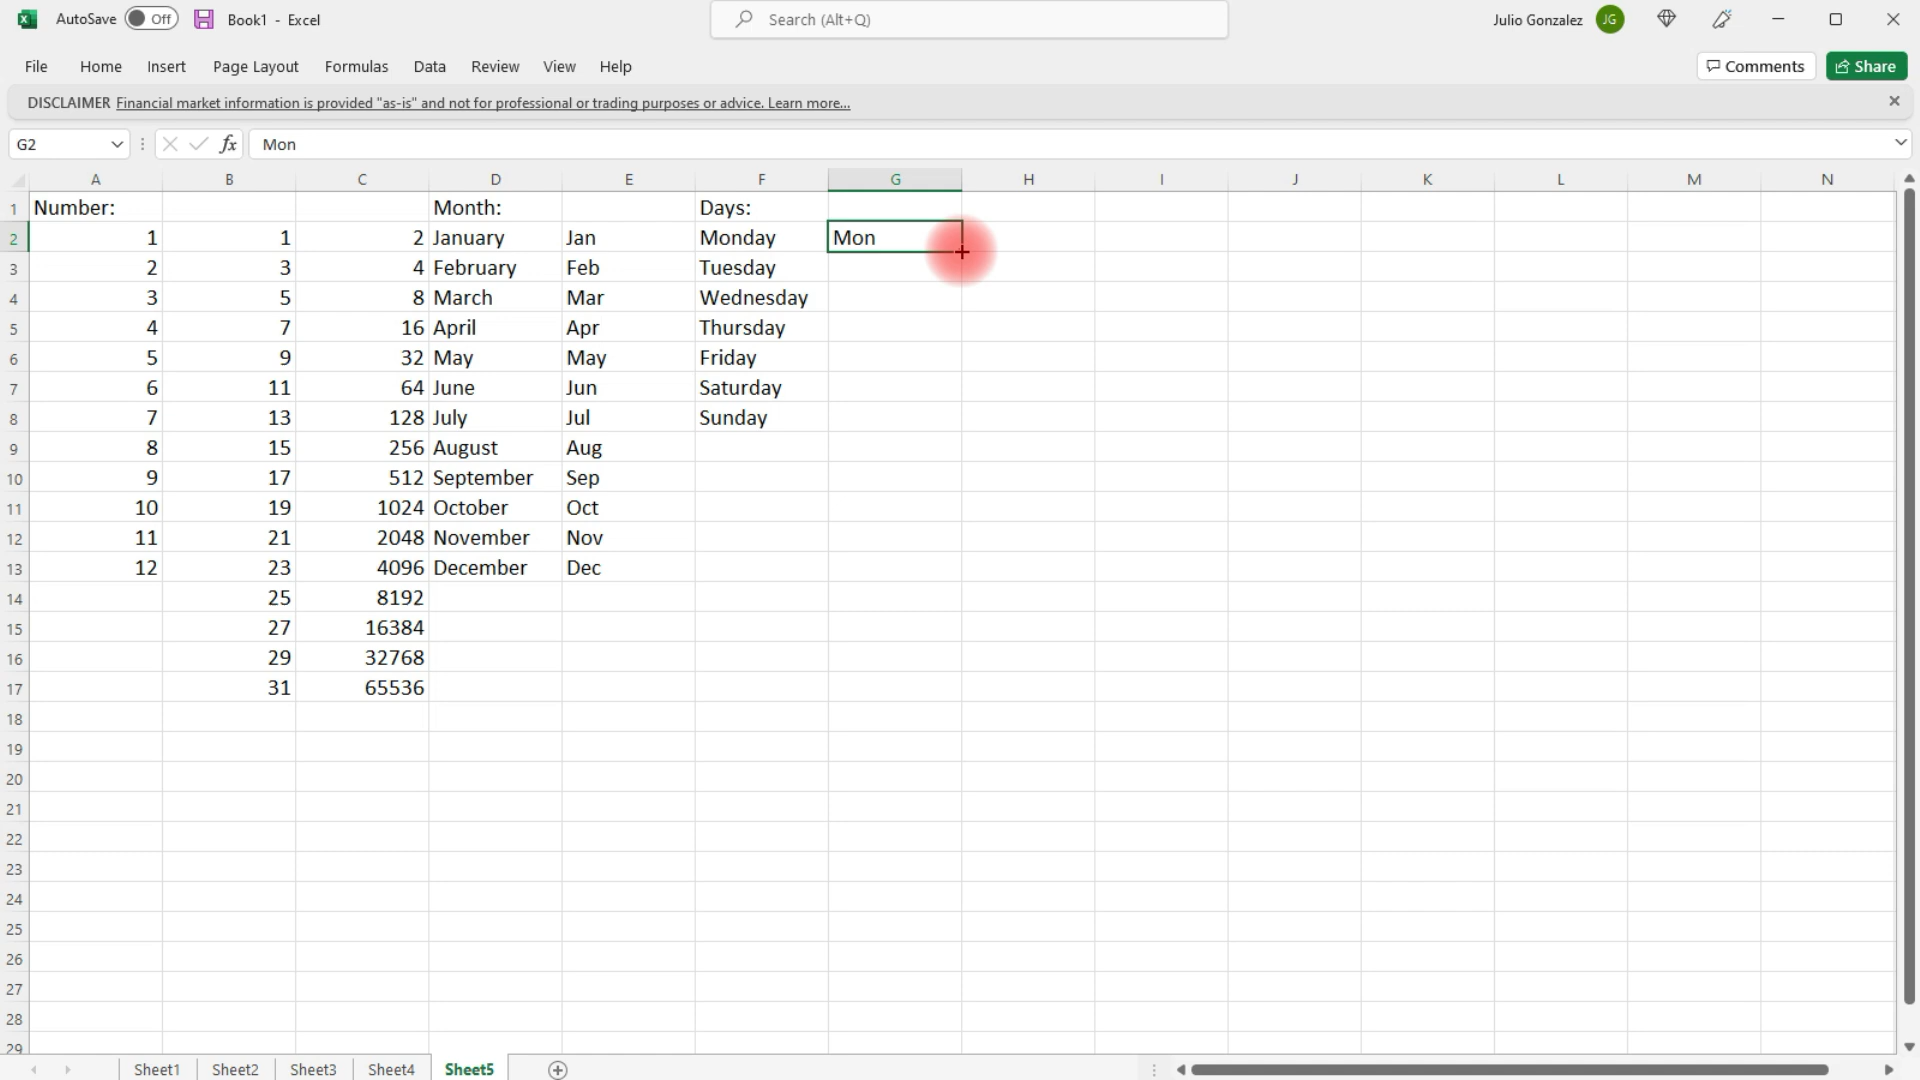 AutoSave Off Book1 - Excel Search (Alt+Q) Julio Gonzalez JG
File Home Insert Page Layout Formulas Data Review View Help Comments Share
DISCLAIMER Financial market information is provided "as-is" and not for professional or trading purposes or advice. Learn more...
G2 fx Mon
A B C D E F G H I J K L M N
1 Number: Month: Days:
2 1 1 2 January Jan Monday Mon
3 2 3 4 February Feb Tuesday
4 3 5 8 March Mar Wednesday
5 4 7 16 April Apr Thursday
6 5 9 32 May May Friday
7 6 11 64 June Jun Saturday
8 7 13 128 July Jul Sunday
9 8 15 256 August Aug
10 9 17 512 September Sep
11 10 19 1024 October Oct
12 11 21 2048 November Nov
13 12 23 4096 December Dec
14 25 8192
15 27 16384
16 29 32768
17 31 65536
18
19
20
21
22
23
24
25
26
27
28
29
Sheet1 Sheet2 Sheet3 Sheet4 Sheet5